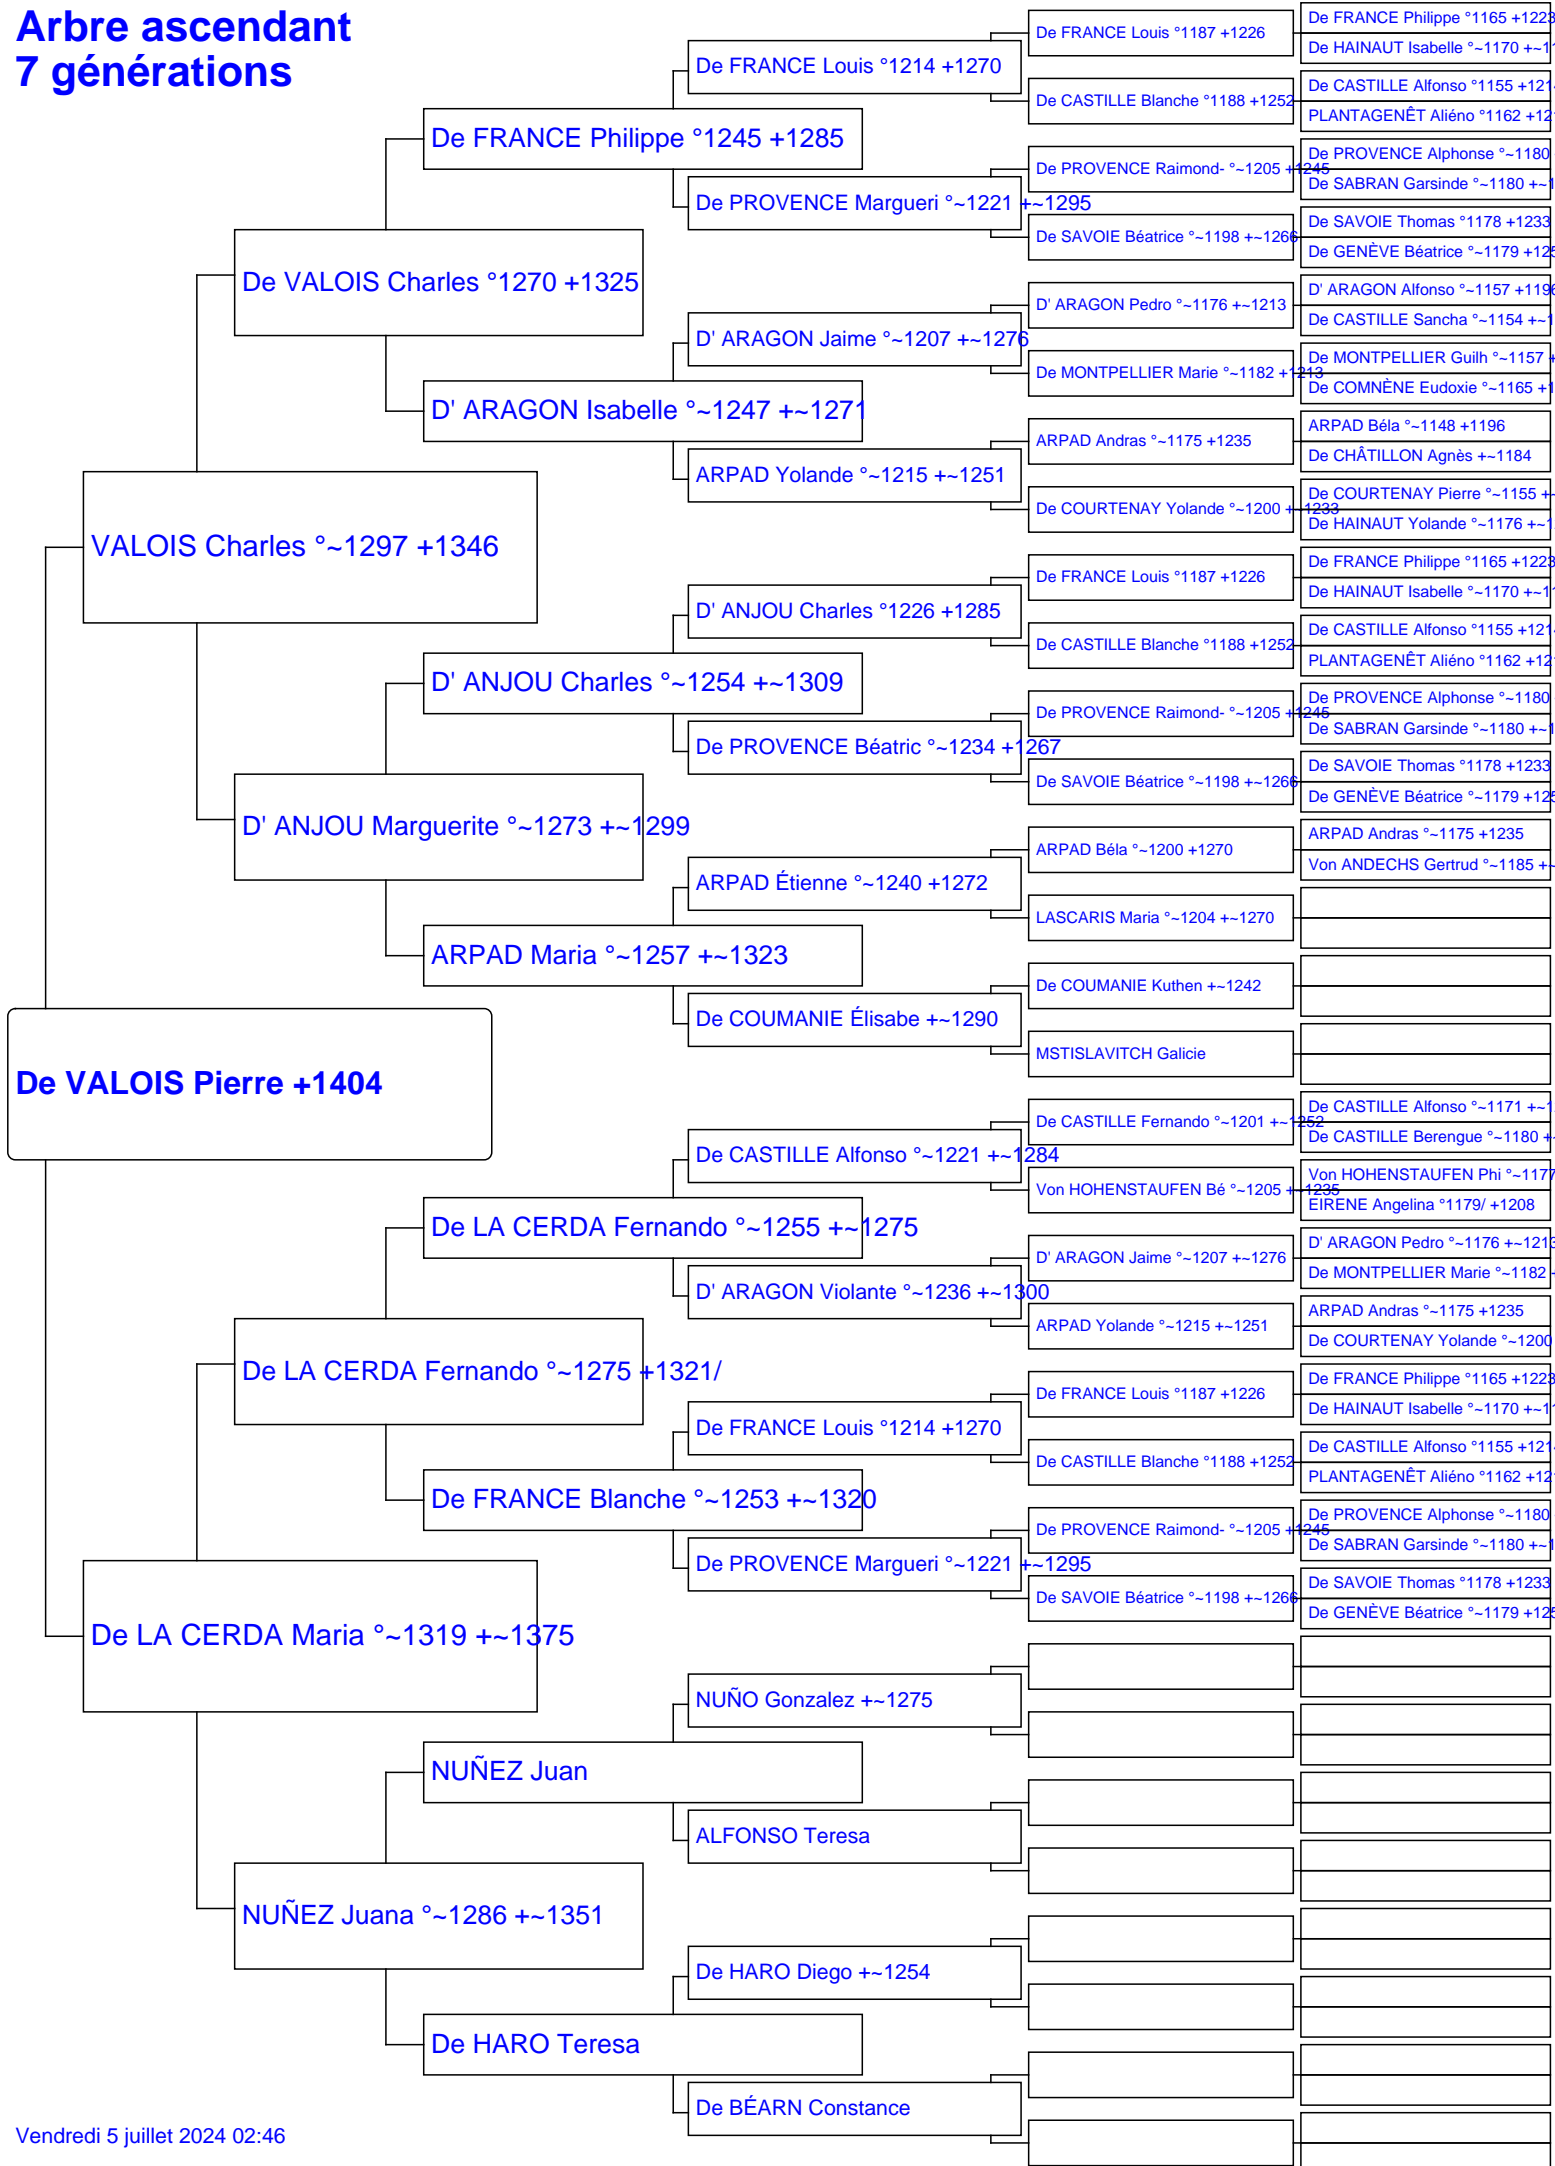 Arbre ascendant
7 générations
De VALOIS Pierre +1404
VALOIS Charles °~1297 +1346
De LA CERDA Maria °~1319 +~1375
De VALOIS Charles °1270 +1325
D' ANJOU Marguerite °~1273 +~1299
De LA CERDA Fernando °~1275 +1321/
NUÑEZ Juana °~1286 +~1351
De FRANCE Philippe °1245 +1285
D' ARAGON Isabelle °~1247 +~1271
D' ANJOU Charles °~1254 +~1309
ARPAD Maria °~1257 +~1323
De LA CERDA Fernando °~1255 +~1275
De FRANCE Blanche °~1253 +~1320
NUÑEZ Juan
De HARO Teresa
De FRANCE Louis °1214 +1270
De PROVENCE Margueri °~1221 +~1295
D' ARAGON Jaime °~1207 +~1276
ARPAD Yolande °~1215 +~1251
D' ANJOU Charles °1226 +1285
De PROVENCE Béatric °~1234 +1267
ARPAD Étienne °~1240 +1272
De COUMANIE Élisabe +~1290
De CASTILLE Alfonso °~1221 +~1284
D' ARAGON Violante °~1236 +~1300
De FRANCE Louis °1214 +1270
De PROVENCE Margueri °~1221 +~1295
NUÑO Gonzalez +~1275
ALFONSO Teresa
De HARO Diego +~1254
De BÉARN Constance
De FRANCE Louis °1187 +1226
De CASTILLE Blanche °1188 +1252
De PROVENCE Raimond- °~1205 +1245
De SAVOIE Béatrice °~1198 +~1266
D' ARAGON Pedro °~1176 +~1213
De MONTPELLIER Marie °~1182 +1213
ARPAD Andras °~1175 +1235
De COURTENAY Yolande °~1200 +~1233
De FRANCE Louis °1187 +1226
De CASTILLE Blanche °1188 +1252
De PROVENCE Raimond- °~1205 +1245
De SAVOIE Béatrice °~1198 +~1266
ARPAD Béla °~1200 +1270
LASCARIS Maria °~1204 +~1270
De COUMANIE Kuthen +~1242
MSTISLAVITCH Galicie
De CASTILLE Fernando °~1201 +~1252
Von HOHENSTAUFEN Bé °~1205 +~1235
D' ARAGON Jaime °~1207 +~1276
ARPAD Yolande °~1215 +~1251
De FRANCE Louis °1187 +1226
De CASTILLE Blanche °1188 +1252
De PROVENCE Raimond- °~1205 +1245
De SAVOIE Béatrice °~1198 +~1266
De FRANCE Philippe °1165 +1223
De HAINAUT Isabelle °~1170 +~1
De CASTILLE Alfonso °1155 +121
PLANTAGENÊT Aliéno °1162 +12
De PROVENCE Alphonse °~1180
De SABRAN Garsinde °~1180 +~1
De SAVOIE Thomas °1178 +1233
De GENÈVE Béatrice °~1179 +125
D' ARAGON Alfonso °~1157 +1196
De CASTILLE Sancha °~1154 +~1
De MONTPELLIER Guilh °~1157 +
De COMNÈNE Eudoxie °~1165 +1
ARPAD Béla °~1148 +1196
De CHÂTILLON Agnès +~1184
De COURTENAY Pierre °~1155 +~
De HAINAUT Yolande °~1176 +~1
De FRANCE Philippe °1165 +1223
De HAINAUT Isabelle °~1170 +~1
De CASTILLE Alfonso °1155 +121
PLANTAGENÊT Aliéno °1162 +12
De PROVENCE Alphonse °~1180
De SABRAN Garsinde °~1180 +~1
De SAVOIE Thomas °1178 +1233
De GENÈVE Béatrice °~1179 +125
ARPAD Andras °~1175 +1235
Von ANDECHS Gertrud °~1185 +~
De CASTILLE Alfonso °~1171 +~1
De CASTILLE Berengue °~1180 +~
Von HOHENSTAUFEN Phi °~1177
EIRENE Angelina °1179/ +1208
D' ARAGON Pedro °~1176 +~1213
De MONTPELLIER Marie °~1182 +
ARPAD Andras °~1175 +1235
De COURTENAY Yolande °~1200
De FRANCE Philippe °1165 +1223
De HAINAUT Isabelle °~1170 +~1
De CASTILLE Alfonso °1155 +121
PLANTAGENÊT Aliéno °1162 +12
De PROVENCE Alphonse °~1180
De SABRAN Garsinde °~1180 +~1
De SAVOIE Thomas °1178 +1233
De GENÈVE Béatrice °~1179 +125
Vendredi 5 juillet 2024 02:46